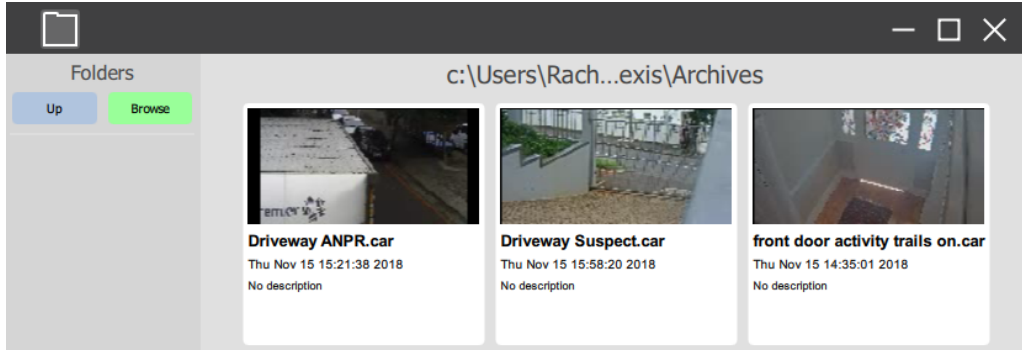 Folders
Up
Browse
c:\Users\Rach...exis\Archives
Driveway ANPR.car
Thu Nov 15 15:21:38 2018
No description
Driveway Suspect.car
Thu Nov 15 15:58:20 2018
No description
front door activity trails on.car
Thu Nov 15 14:35:01 2018
No description